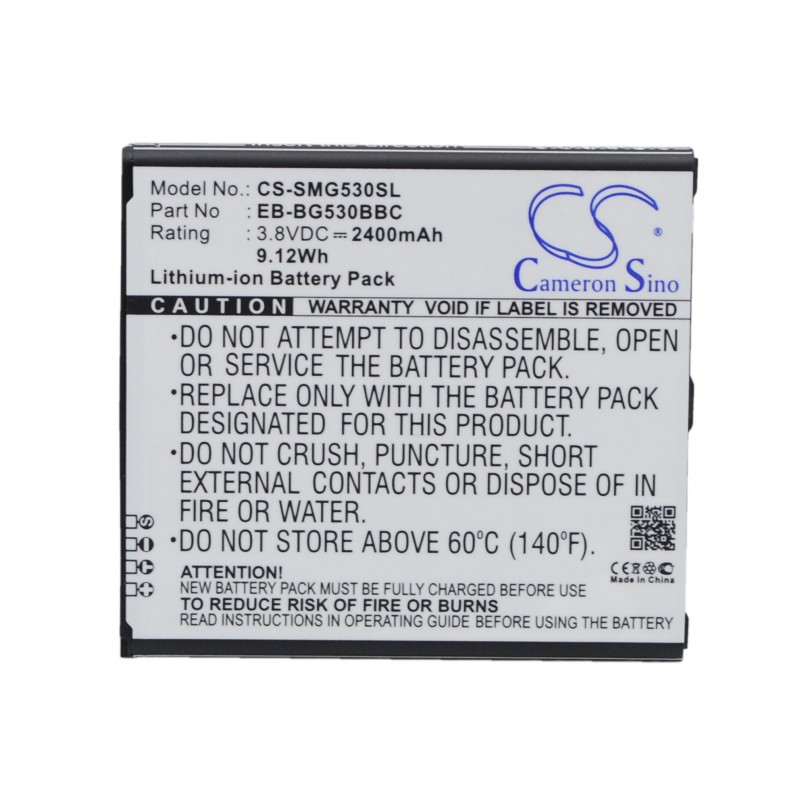 Model No.: CS-SMG530SL
Part No : EB-BG530BBC
Rating : 3.8VDC 2400mAh
9.12Wh
Lithium-ion Battery Pack
CS
®
Cameron Sino
CAUTION WARRANTY VOID IF LABEL IS REMOVED
•DO NOT ATTEMPT TO DISASSEMBLE, OPEN
OR SERVICE THE BATTERY PACK.
•REPLACE ONLY WITH THE BATTERY PACK
DESIGNATED FOR THIS PRODUCT.
•DO NOT CRUSH, PUNCTURE, SHORT
EXTERNAL CONTACTS OR DISPOSE OF IN
FIRE OR WATER.
•DO NOT STORE ABOVE 60°C (140°F).
ATTENTION:
NEW BATTERY PACK MUST BE FULLY CHARGED BEFORE USE
•TO REDUCE RISK OF FIRE OR BURNS
READ INSTRUCTIONS IN OPERATING GUIDE BEFORE USING THE BATTERY
S
CE
Made in China